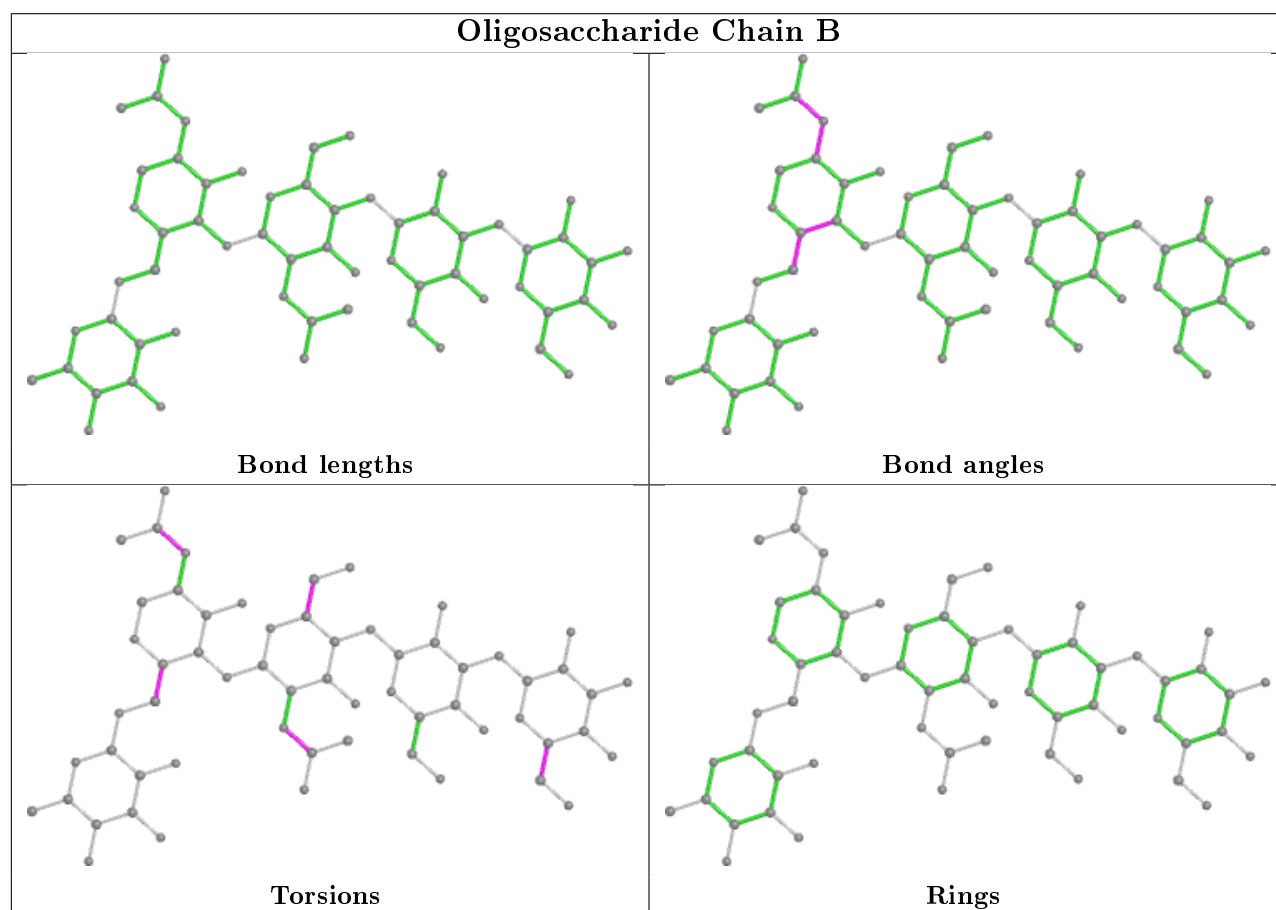 Oligosaccharide Chain B
Bond lengths
Bond angles
Torsions
Rings